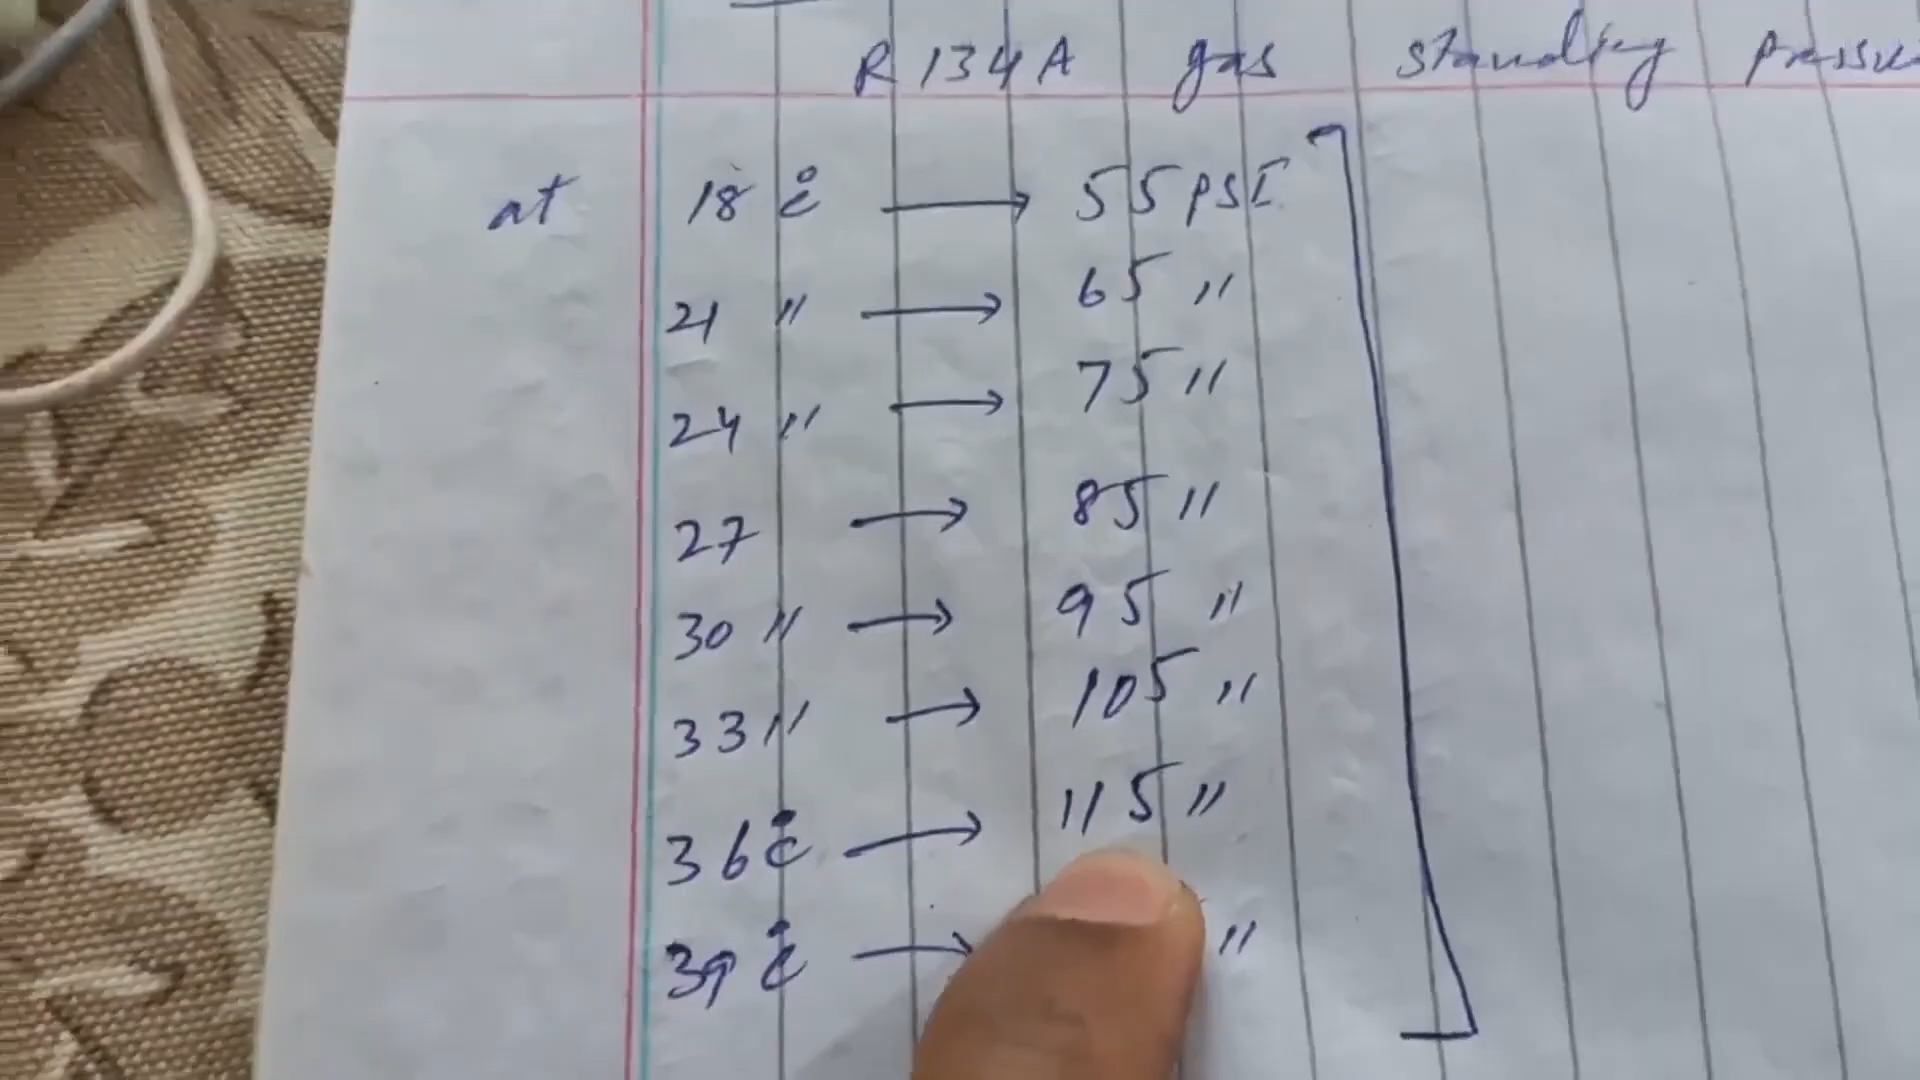 R 134A gas standing
at 18 °C → 55 PSI
21 " → 65 "
24 " → 75 "
27 → 85 "
30 " → 95 "
33 " → 105 "
36 °C → 115 "
39 °C → "